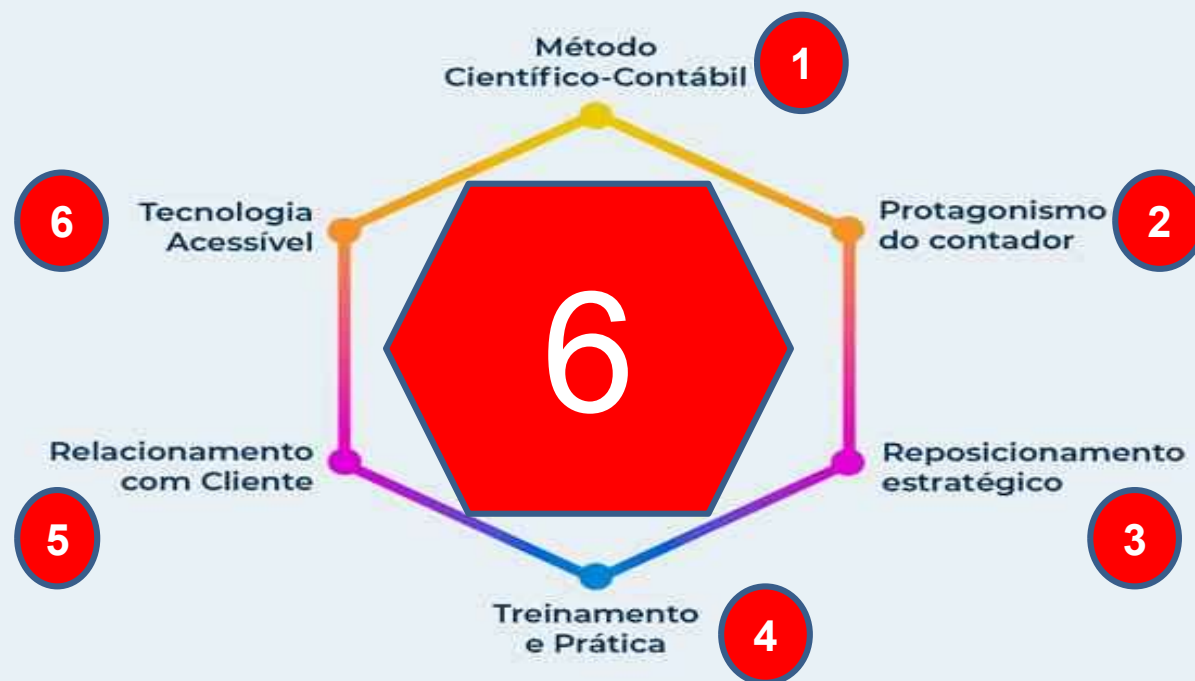 Método
Científico-Contábil
1
Protagonismo
do contador
2
Reposicionamento
estratégico
3
Treinamento
e Prática
4
Relacionamento
com Cliente
5
Tecnologia
Acessível
6
6